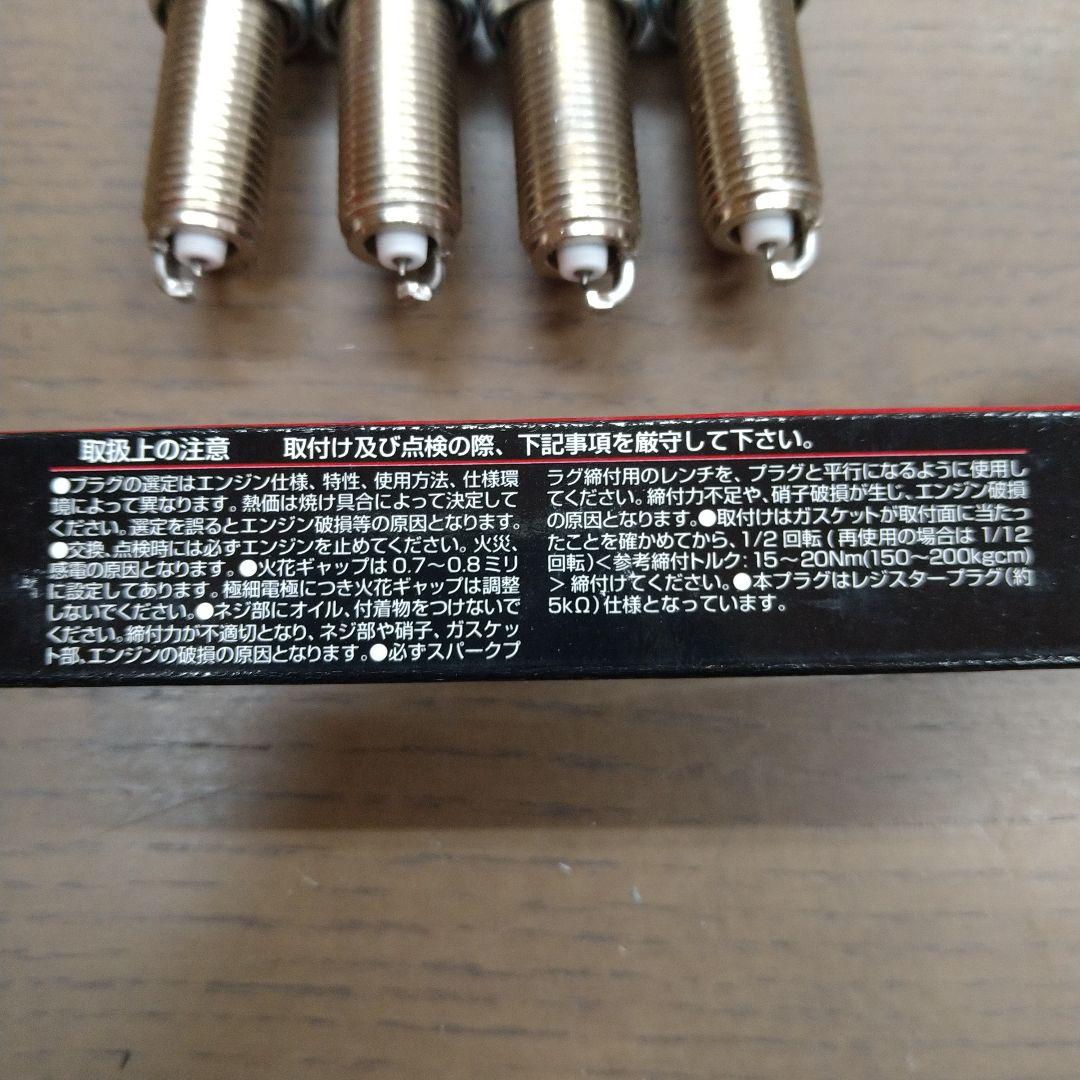 取扱上の注意 取付け及び点検の際、下記事項を厳守して下さい。
●プラグの選定はエンジン仕様、特性、使用方法、仕様環
境によって異なります。熱価は焼け具合によって決定して
ください。選定を誤るとエンジン破損等の原因となります。
●交換、点検時には必ずエンジンを止めてください。火災、
感電の原因となります。●火花ギャップは0.7〜0.8ミリ
に設定してあります。極細電極につき火花ギャップは調整
しないでください。●ネジ部にオイル、付着物をつけないで
ください。締付力が不適切となり、ネジ部や硝子、ガスケッ
ト部、エンジンの破損の原因となります。●必ずスパークプ
ラグ締付用のレンチを、プラグと平行になるように使用し
てください。締付力不足や、硝子破損が生じ、エンジン破損
の原因となります。●取付けはガスケットが取付面に当たっ
たことを確かめてから、1/2回転(再使用の場合は1/12
回転)<参考締付トルク:15〜20Nm(150〜200kgcm)
>締付けてください。●本プラグはレジスタープラグ(約
5kΩ)仕様となっています。